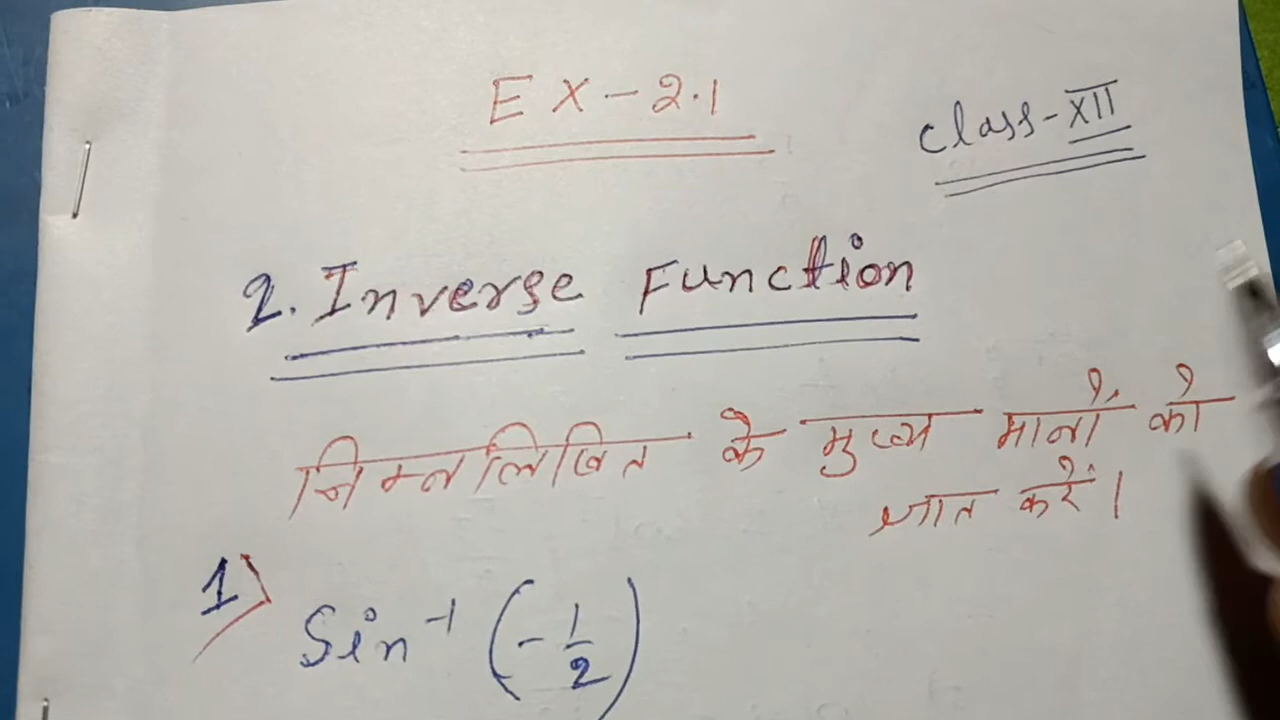 EX-2.1
Class-XII
2. Inverse Function
निम्नलिखित के मुख्य मानों को
ज्ञात करें।
1) Sin⁻¹ (-1/2)